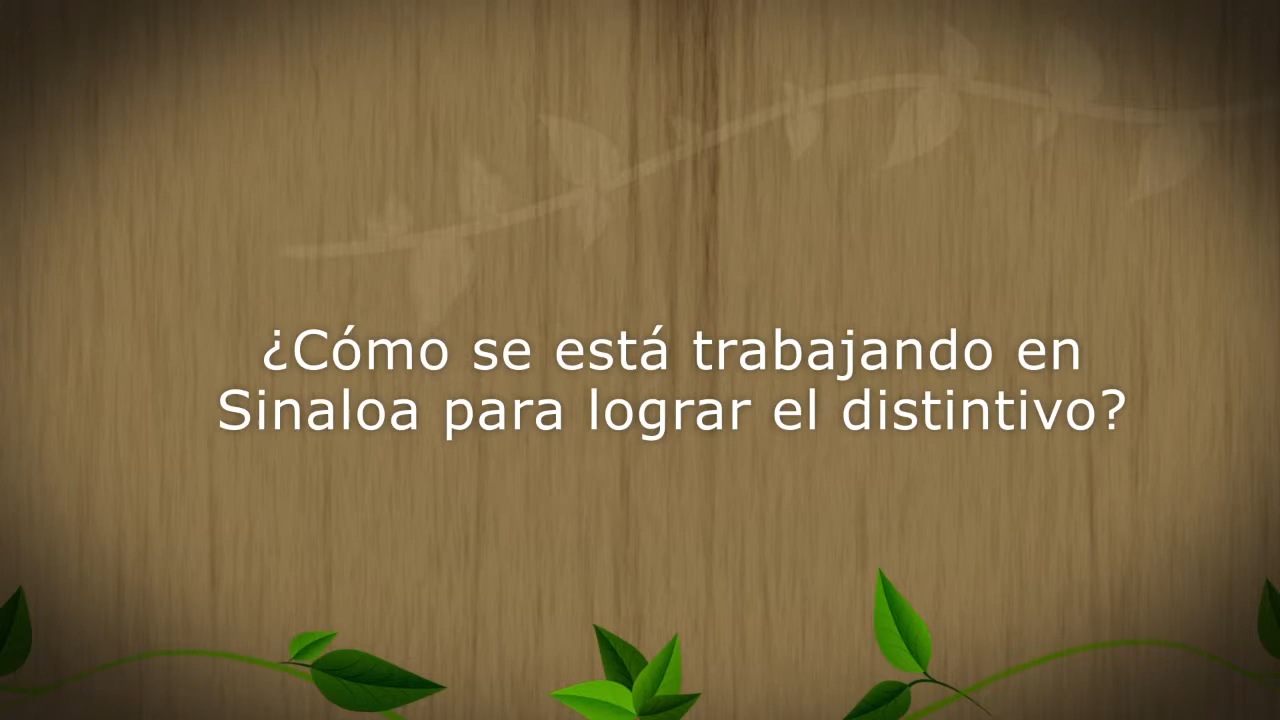 ¿Cómo se está trabajando en
Sinaloa para lograr el distintivo?